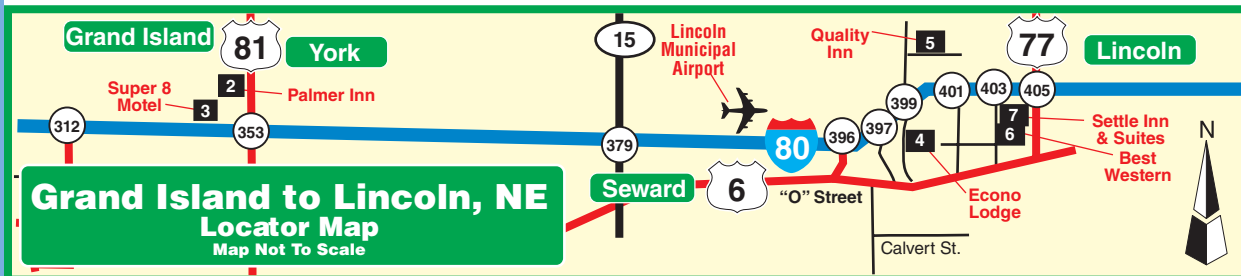 Grand Island
81
York
15
Lincoln
Municipal
Airport
Quality
Inn
5
77
Lincoln
Super 8
Motel
2
3
Palmer Inn
399
401
403
405
312
353
379
80
396
397
4
7
6
Settle Inn
& Suites
Best
Western
N
Grand Island to Lincoln, NE
Locator Map
Map Not To Scale
Seward
6
"O" Street
Econo
Lodge
Calvert St.